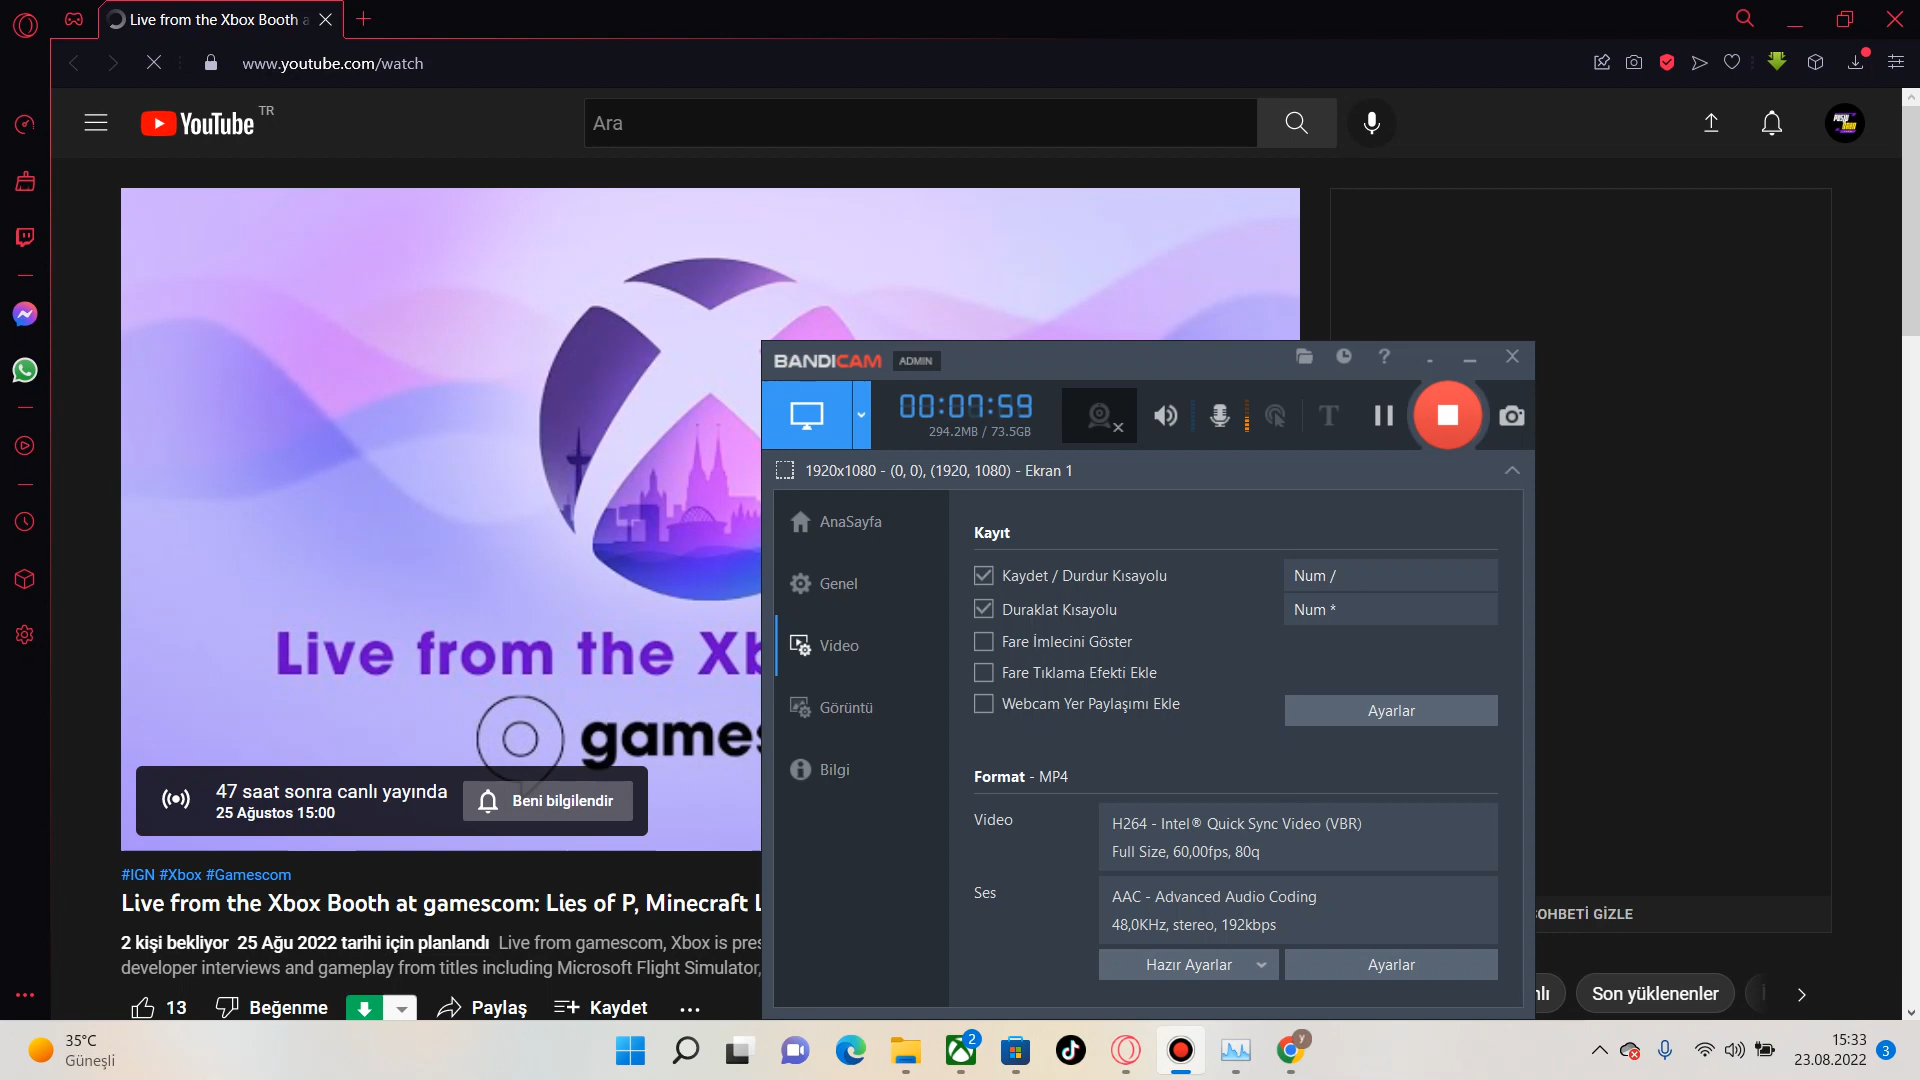 Live from the Xbox Booth a
www.youtube.com/watch
YouTube TR
Ara
Live from the Xb
games
47 saat sonra canlı yayında
25 Ağustos 15:00
Beni bilgilendir
#IGN #Xbox #Gamescom
Live from the Xbox Booth at gamescom: Lies of P, Minecraft L
2 kişi bekliyor 25 Ağu 2022 tarihi için planlandı Live from gamescom, Xbox is pres
developer interviews and gameplay from titles including Microsoft Flight Simulator,
13 Beğenme Paylaş Kaydet ...
BANDICAM ADMIN
00:07:59
294.2MB / 73.5GB
1920x1080 - (0, 0), (1920, 1080) - Ekran 1
AnaSayfa
Genel
Video
Görüntü
Bilgi
Kayıt
Kaydet / Durdur Kısayolu Num /
Duraklat Kısayolu Num *
Fare İmlecini Göster
Fare Tıklama Efekti Ekle
Webcam Yer Paylaşımı Ekle
Ayarlar
Format - MP4
Video
H264 - Intel® Quick Sync Video (VBR)
Full Size, 60,00fps, 80q
Ses
AAC - Advanced Audio Coding
48,0KHz, stereo, 192kbps
Hazır Ayarlar
Ayarlar
SOHBETİ GİZLE
nlı
Son yüklenenler
İ
35°C
Güneşli
2
y
15:33
23.08.2022
3